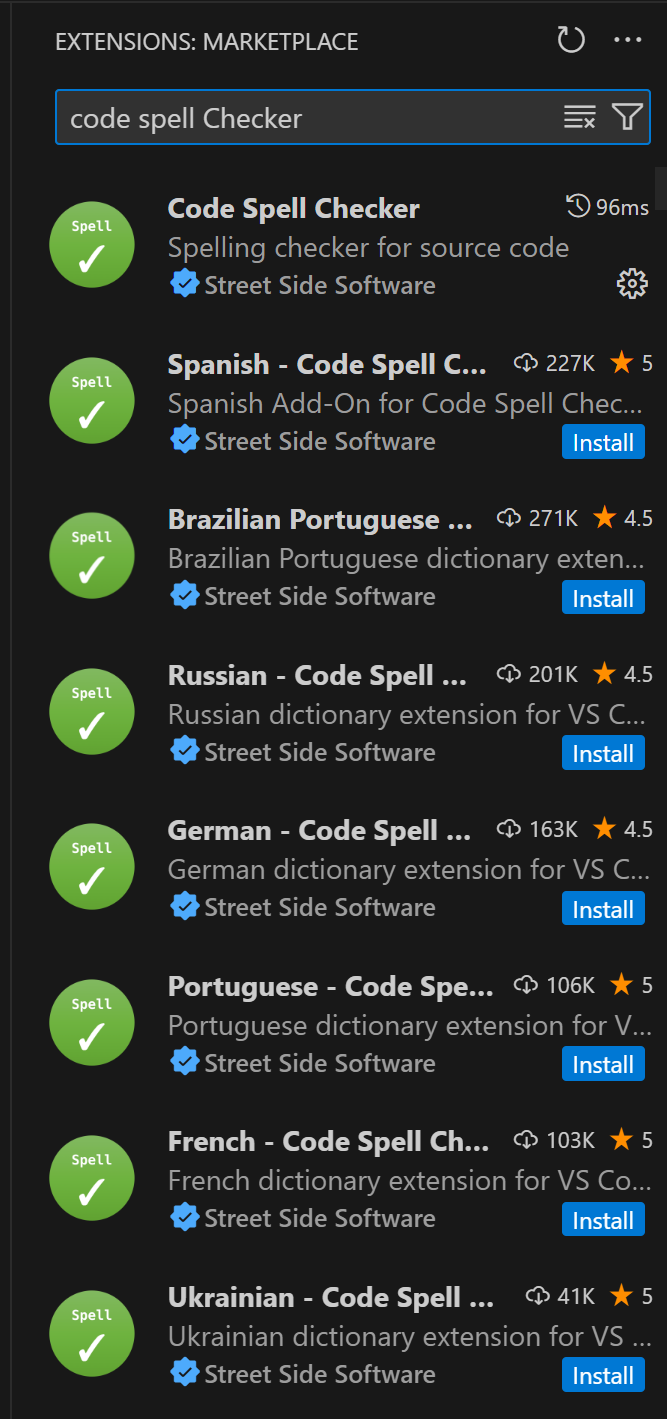 EXTENSIONS: MARKETPLACE
code spell Checker
Spell
Code Spell Checker 96ms
Spelling checker for source code
Street Side Software
Spell
Spanish - Code Spell C... 227K 5
Spanish Add-On for Code Spell Chec...
Street Side Software Install
Spell
Brazilian Portuguese ... 271K 4.5
Brazilian Portuguese dictionary exten...
Street Side Software Install
Spell
Russian - Code Spell ... 201K 4.5
Russian dictionary extension for VS C...
Street Side Software Install
Spell
German - Code Spell ... 163K 4.5
German dictionary extension for VS C...
Street Side Software Install
Spell
Portuguese - Code Spe... 106K 5
Portuguese dictionary extension for V...
Street Side Software Install
Spell
French - Code Spell Ch... 103K 5
French dictionary extension for VS Co...
Street Side Software Install
Spell
Ukrainian - Code Spell ... 41K 5
Ukrainian dictionary extension for VS ...
Street Side Software Install